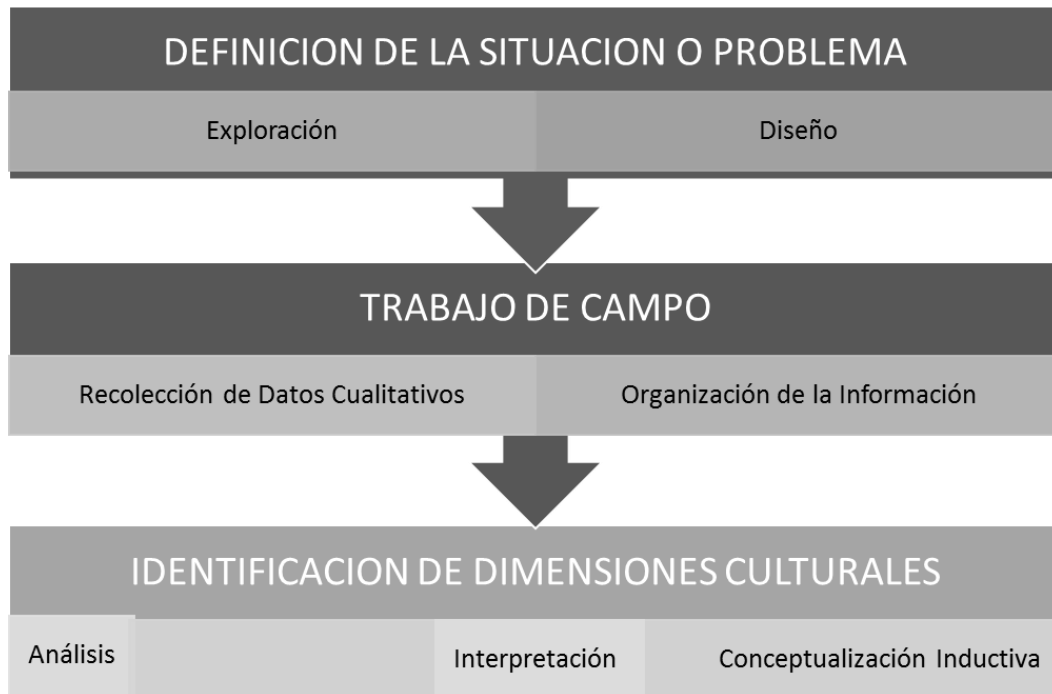 DEFINICION DE LA SITUACION O PROBLEMA
Exploración
Diseño
TRABAJO DE CAMPO
Recolección de Datos Cualitativos
Organización de la Información
IDENTIFICACION DE DIMENSIONES CULTURALES
Análisis
Interpretación
Conceptualización Inductiva